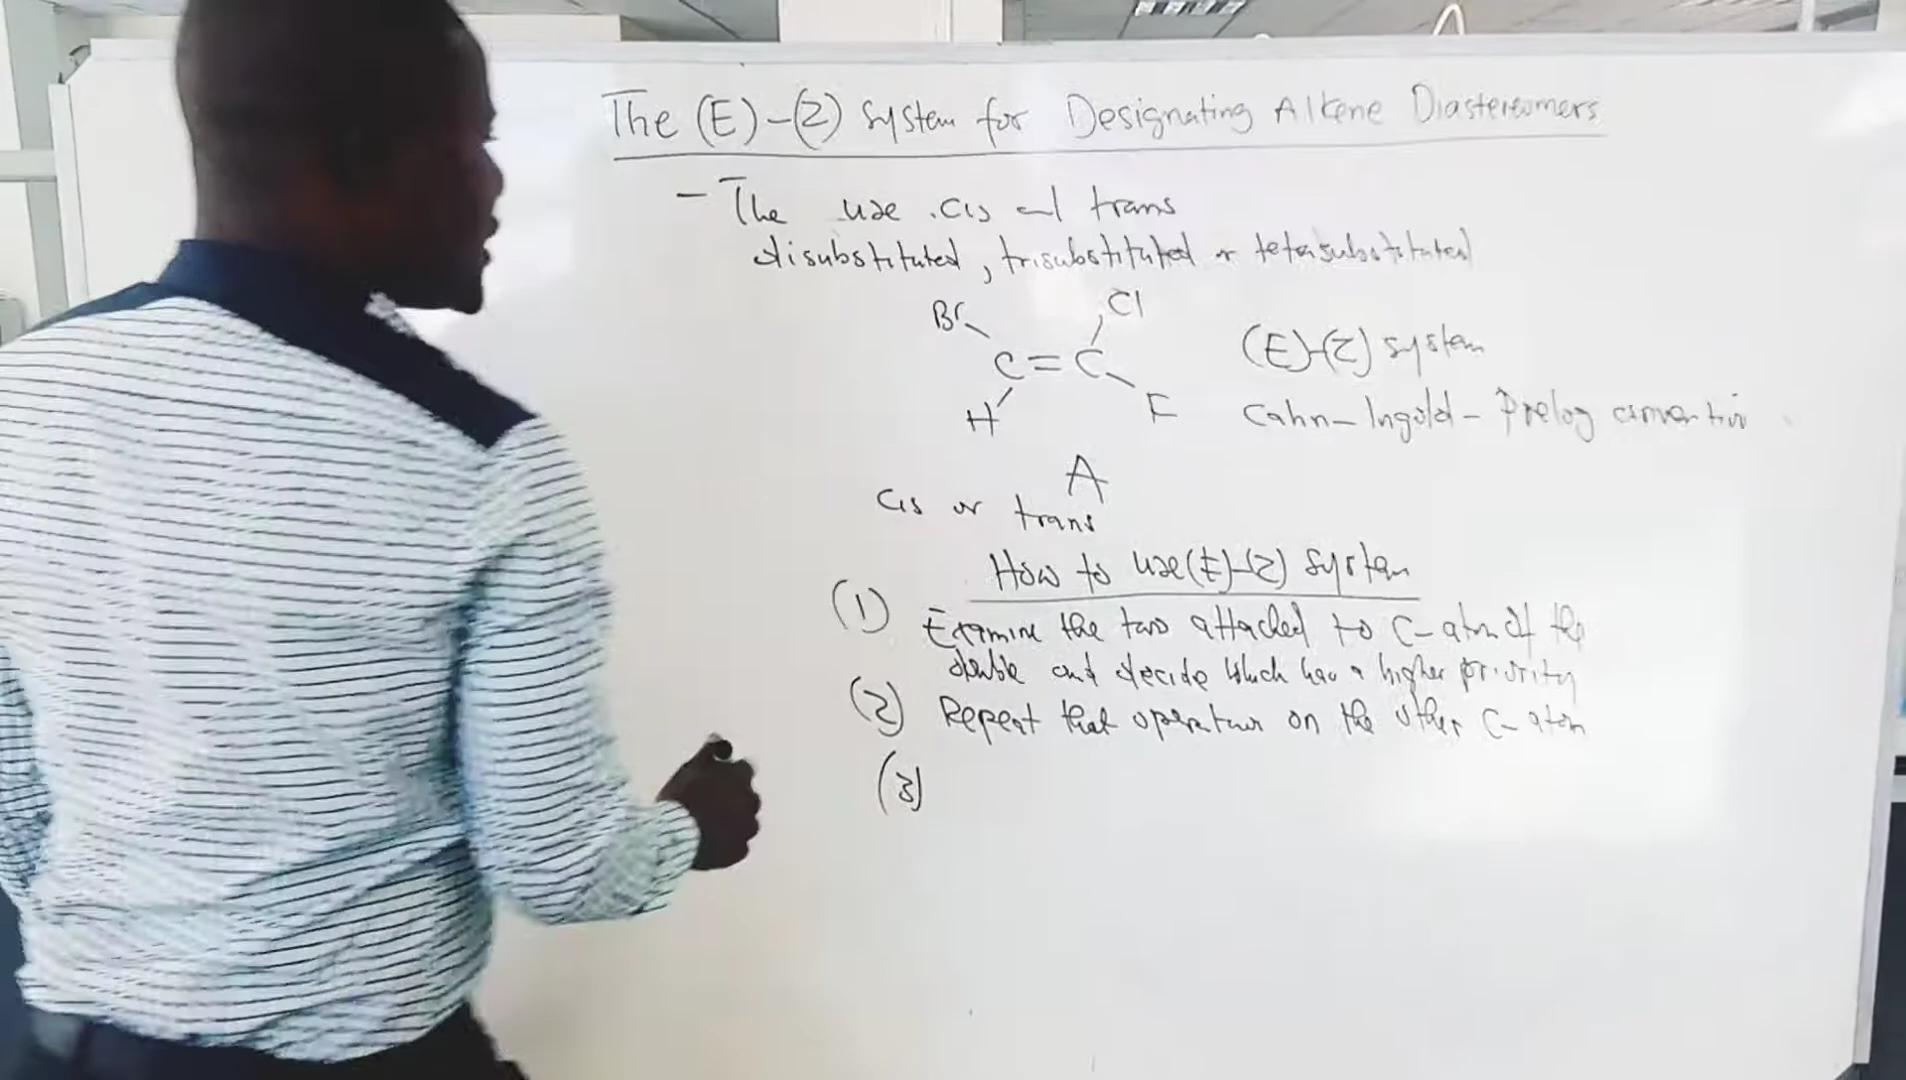 The (E)-(Z) system for Designating Alkene Diastereomers
- The use cis and trans
disubstituted, trisubstituted or tetrasubstituted
Br Cl
C=C
H F
(E)-(Z) system
Cahn-Ingold-Prelog convention
A
cis or trans
How to use (E)-(Z) system
(1) Examine the two attached to C-atom of the
double and decide which has a higher priority
(2) Repeat that operation on the other C-atom
(3)